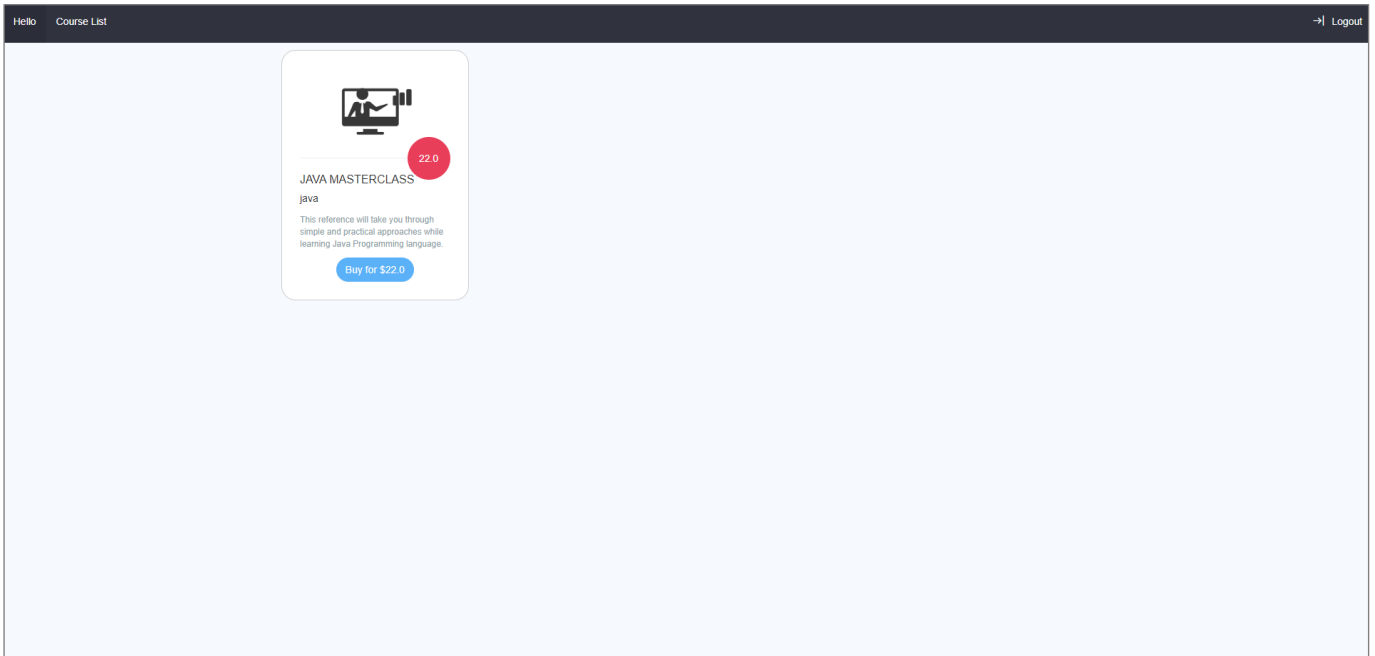 Hello Course List Logout
22.0
JAVA MASTERCLASS
java
This reference will take you through
simple and practical approaches while
learning Java Programming language.
Buy for $22.0